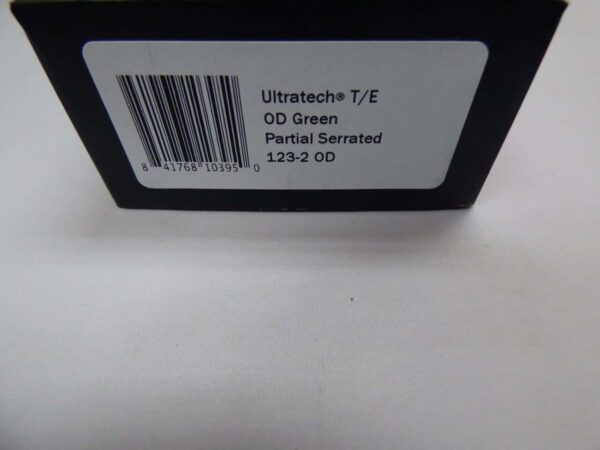 Ultratech® T/E
OD Green
Partial Serrated
123-2 OD
8 41768 10395 0